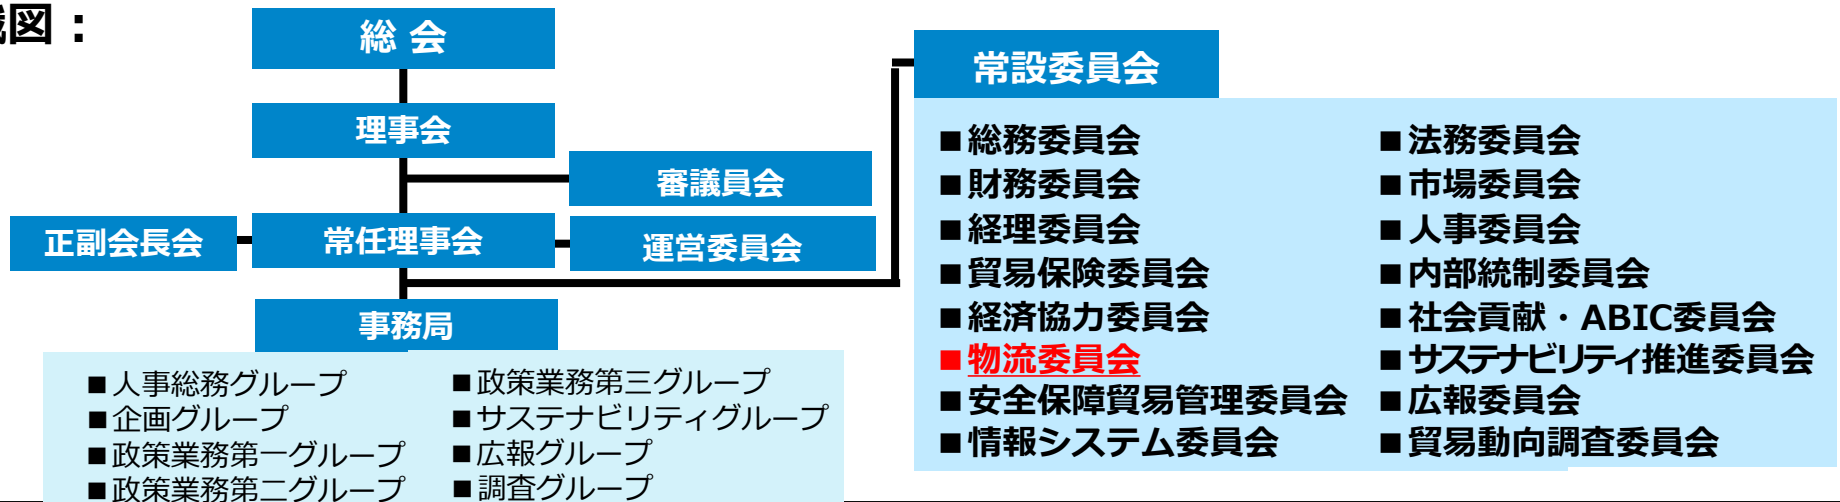 図：
総 会
理事会
審議員会
正副会長会
常任理事会
運営委員会
事務局
■人事総務グループ
■企画グループ
■政策業務第一グループ
■政策業務第二グループ
■政策業務第三グループ
■サステナビリティグループ
■広報グループ
■調査グループ
常設委員会
■総務委員会
■財務委員会
■経理委員会
■貿易保険委員会
■経済協力委員会
■物流委員会
■安全保障貿易管理委員会
■情報システム委員会
■法務委員会
■市場委員会
■人事委員会
■内部統制委員会
■社会貢献・ABIC委員会
■サステナビリティ推進委員会
■広報委員会
■貿易動向調査委員会